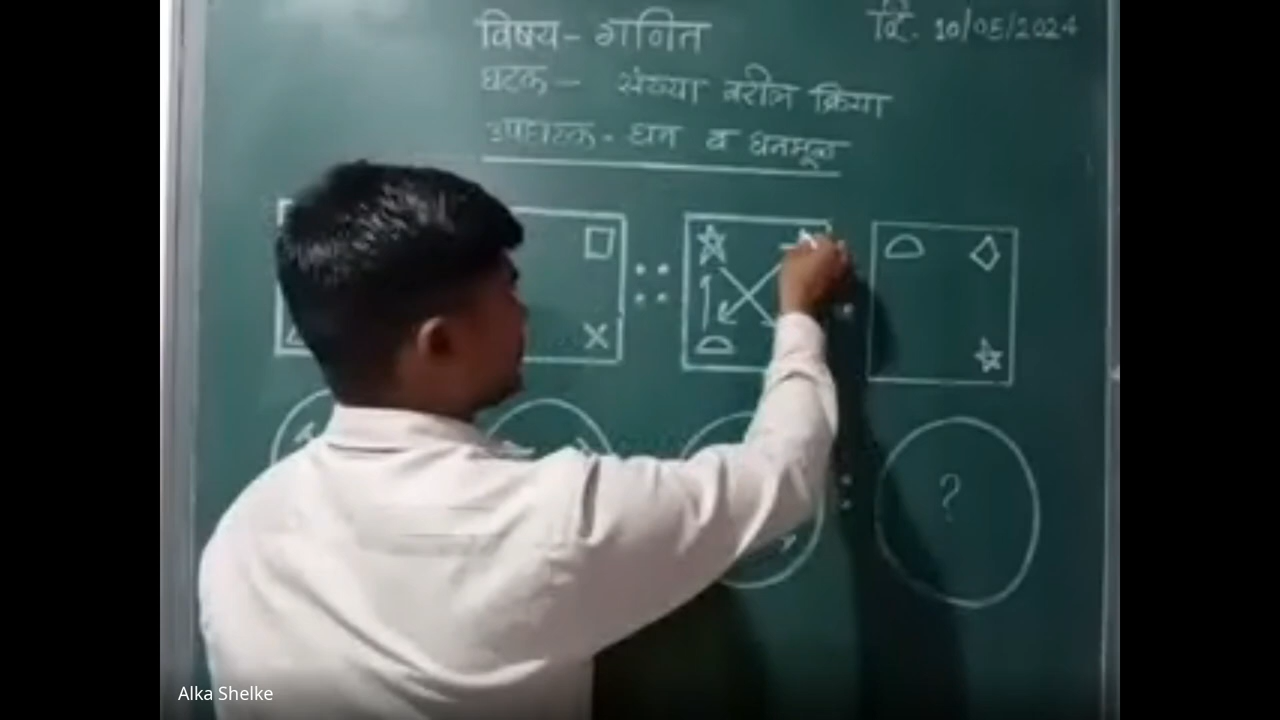 विषय- गणित
दि. 10/05/2024
घटक - संख्या वरील क्रिया
उपघटक - घन व घनमूळ
?
Alka Shelke